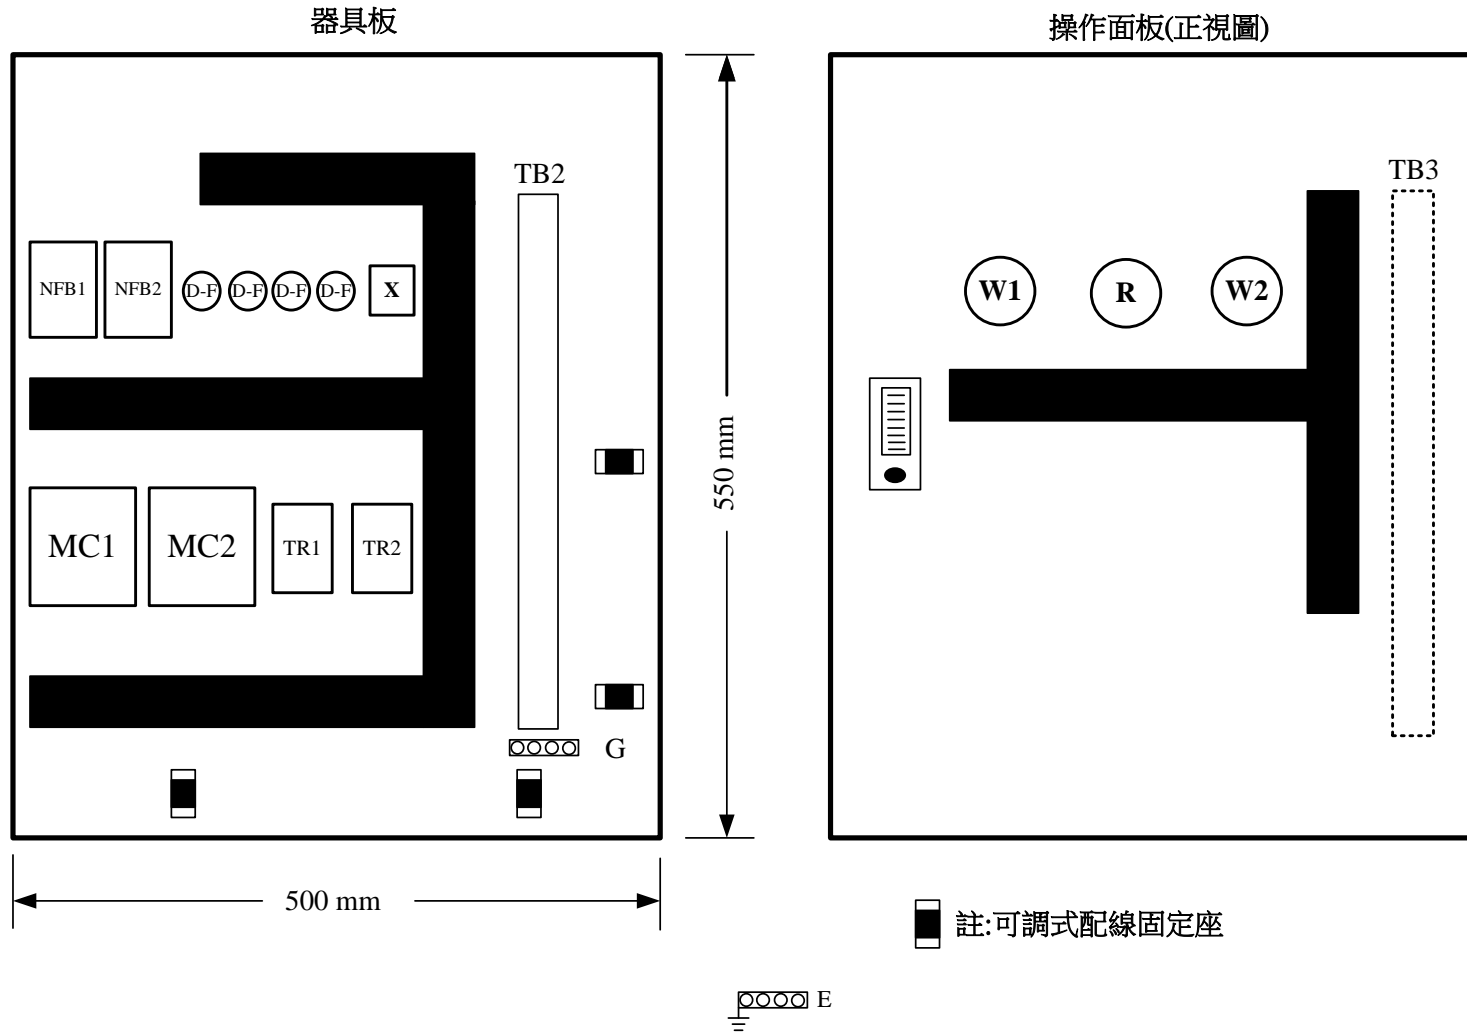 器具板
操作面板(正視圖)
TB2
TB3
NFB1
NFB2
D-F
D-F
D-F
D-F
X
W1
R
W2
550 mm
MC1
MC2
TR1
TR2
G
500 mm
註:可調式配線固定座
E